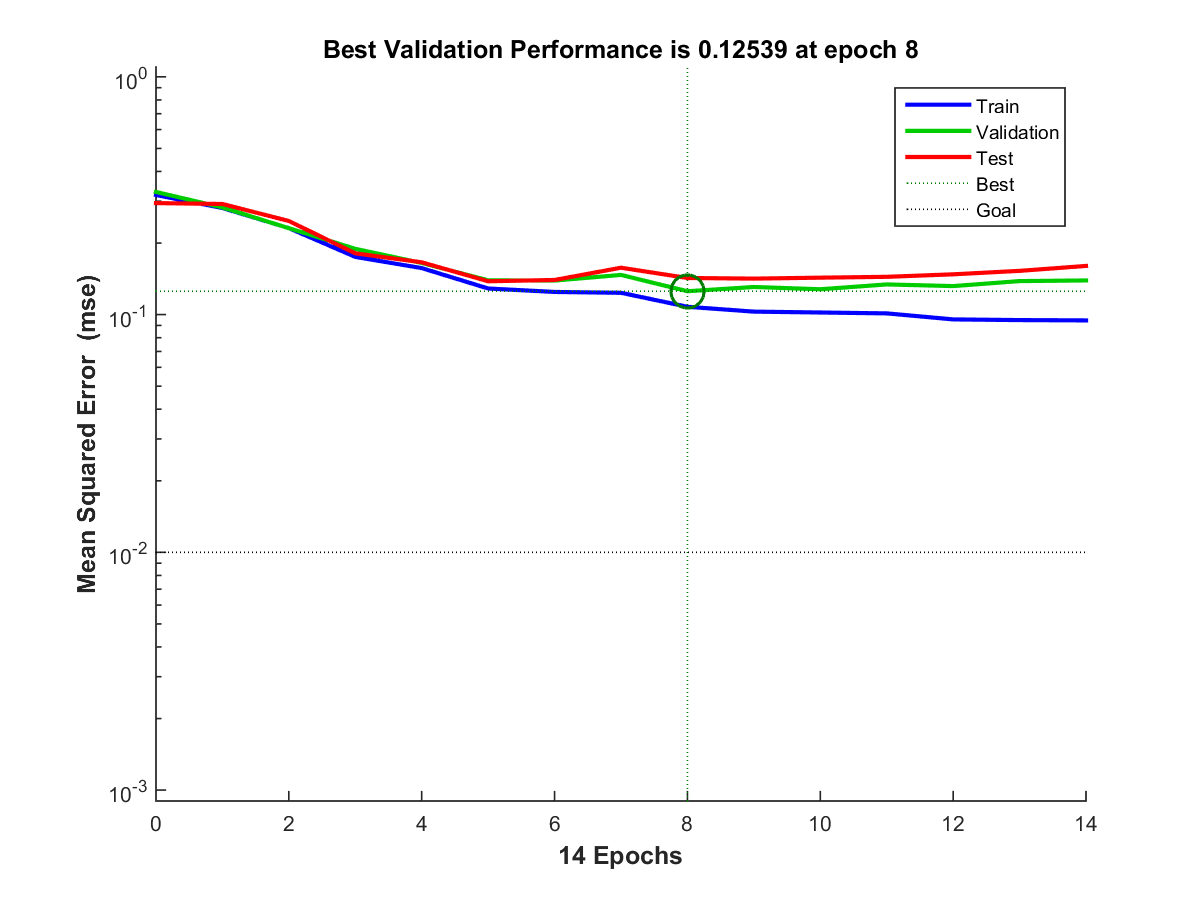 Best Validation Performance is 0.12539 at epoch 8
10^0
10^-1
10^-2
10^-3
Mean Squared Error (mse)
Train
Validation
Test
Best
Goal
0 2 4 6 8 10 12 14
14 Epochs